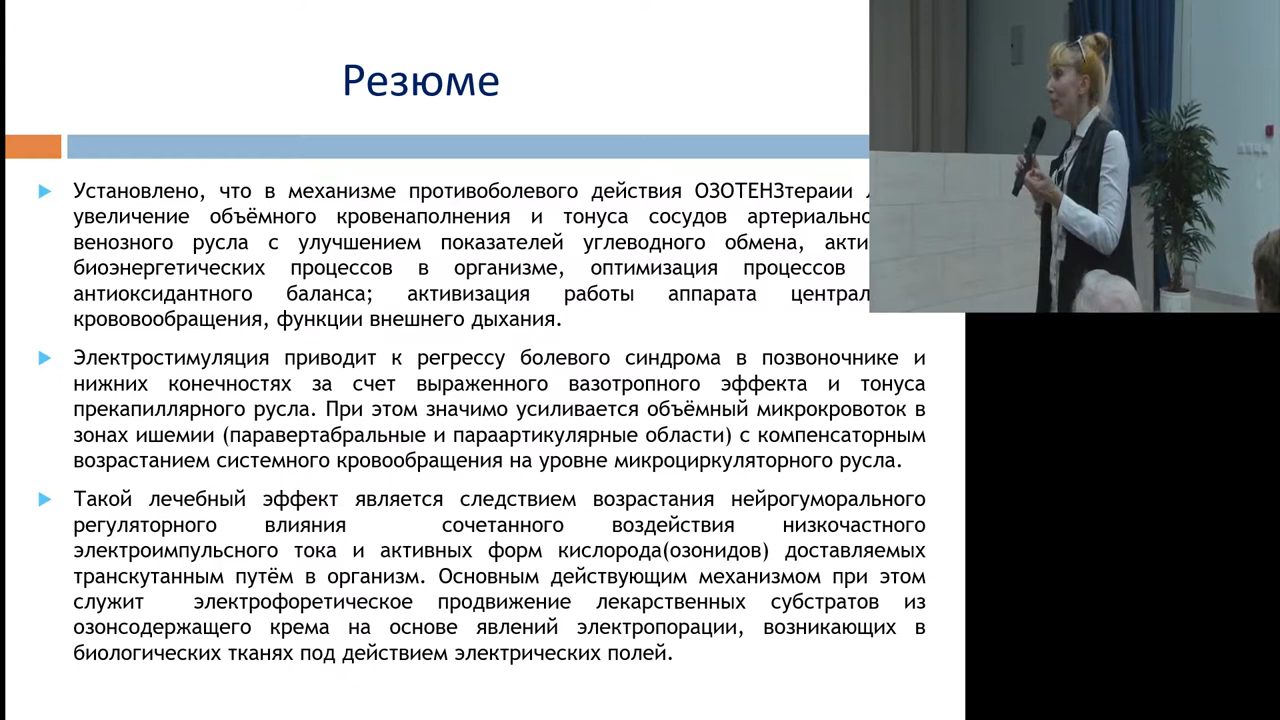 Резюме
Установлено, что в механизме противоболевого действия ОЗОТЕНЗтераии
увеличение объёмного кровенаполнения и тонуса сосудов
венозного русла с улучшением показателей углеводного обмена,
биоэнергетических процессов в организме, оптимизация процессов
антиоксидантного баланса; активизация работы аппарата
крововообращения, функции внешнего дыхания.
Электростимуляция приводит к регрессу болевого синдрома в позвоночнике и
нижних конечностях за счет выраженного вазотропного эффекта и тонуса
прекапиллярного русла. При этом значимо усиливается объёмный микрокровоток в
зонах ишемии (паравертабральные и параартикулярные области) с компенсаторным
возрастанием системного кровообращения на уровне микроциркуляторного русла.
Такой лечебный эффект является следствием возрастания нейрогуморального
регуляторного влияния сочетанного воздействия низкочастного
электроимпульсного тока и активных форм кислорода(озонидов) доставляемых
транскутанным путём в организм. Основным действующим механизмом при этом
служит электрофоретическое продвижение лекарственных субстратов из
озонсодержащего крема на основе явлений электропорации, возникающих в
биологических тканях под действием электрических полей.